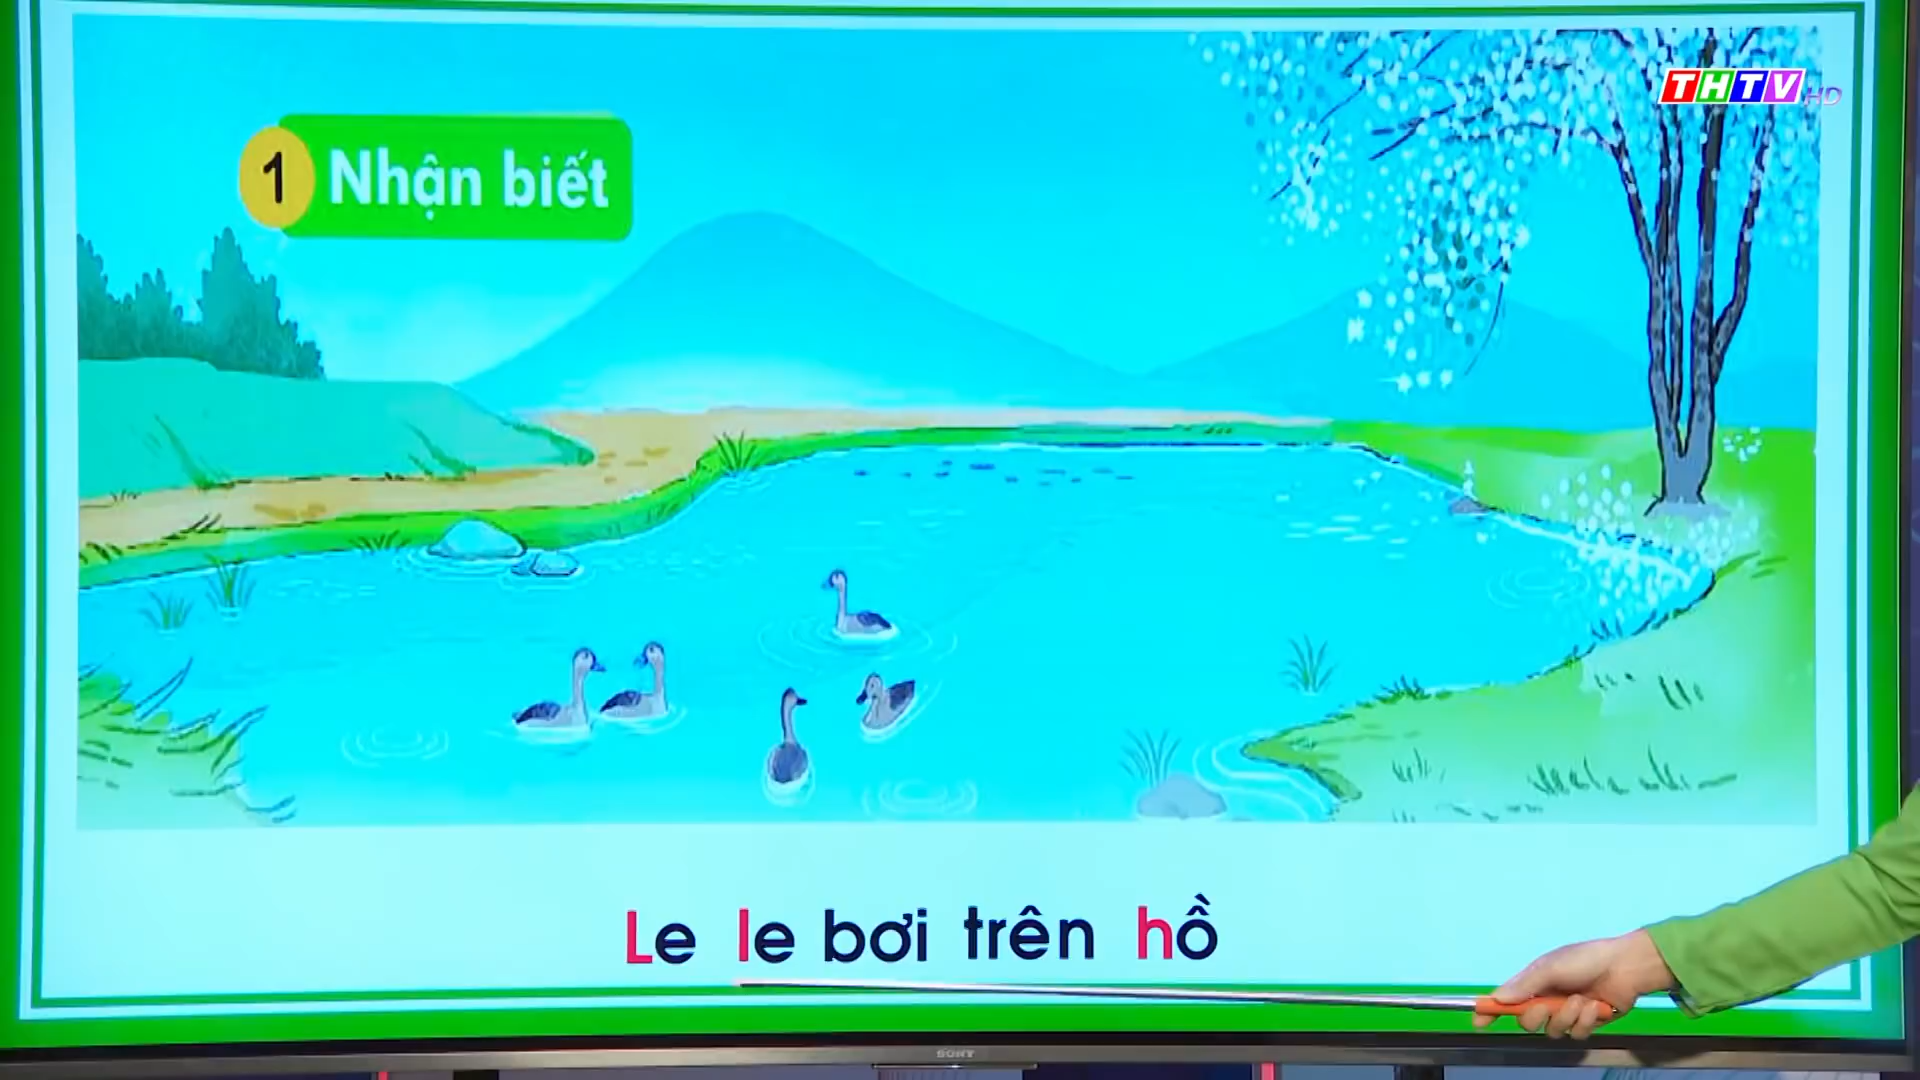 THTV HD
1 Nhận biết
Le le bơi trên hồ
SONY